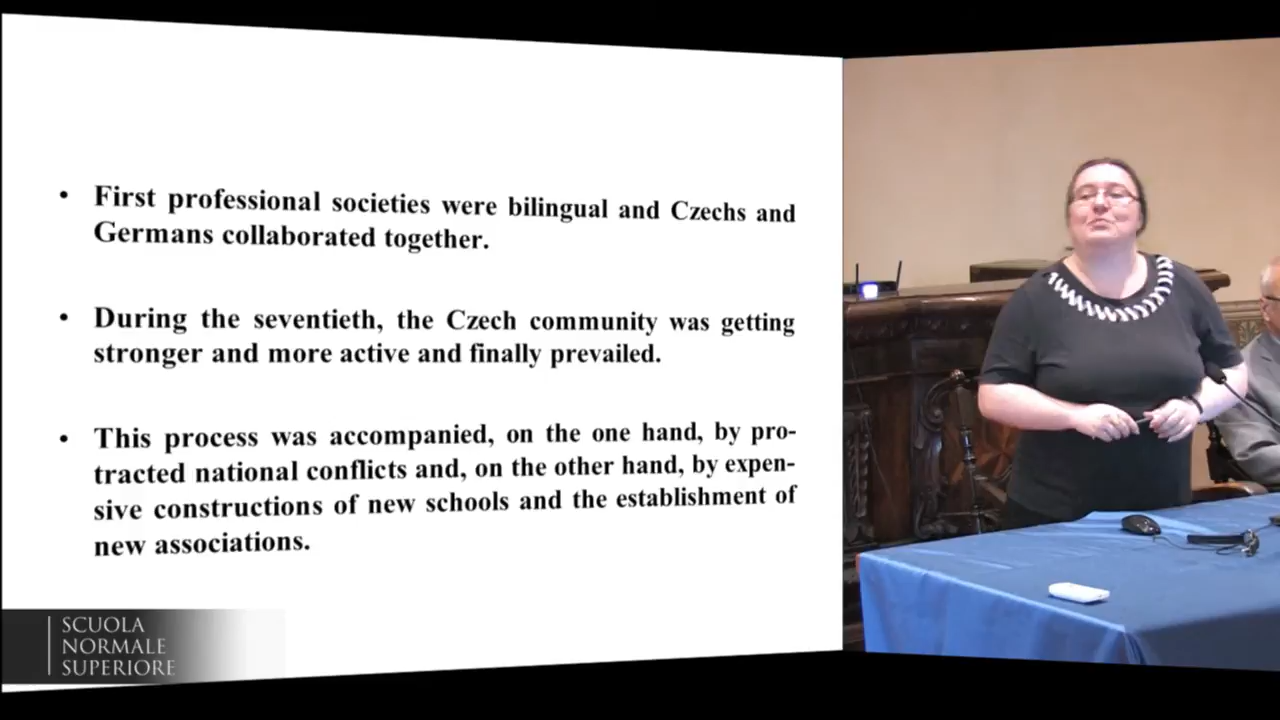 • First professional societies were bilingual and Czechs and
Germans collaborated together.
• During the seventieth, the Czech community was getting
stronger and more active and finally prevailed.
• This process was accompanied, on the one hand, by pro-
tracted national conflicts and, on the other hand, by expen-
sive constructions of new schools and the establishment of
new associations.
SCUOLA
NORMALE
SUPERIORE